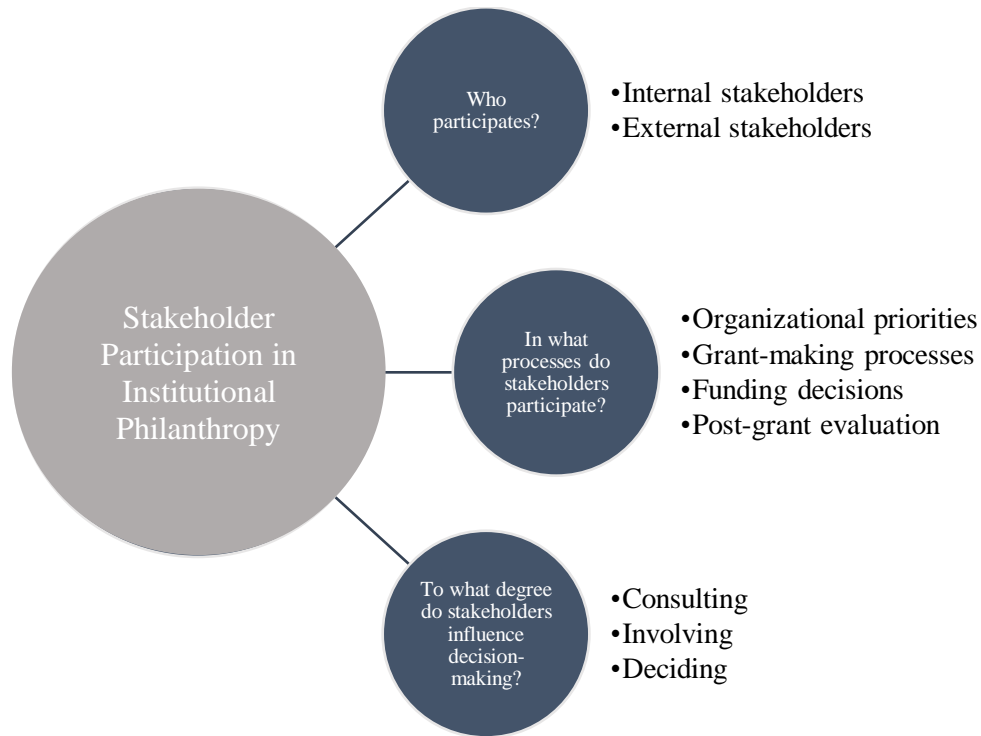 Stakeholder
Participation in
Institutional
Philanthropy
Who
participates?
•Internal stakeholders
•External stakeholders
In what
processes do
stakeholders
participate?
•Organizational priorities
•Grant-making processes
•Funding decisions
•Post-grant evaluation
To what degree
do stakeholders
influence
decision-
making?
•Consulting
•Involving
•Deciding